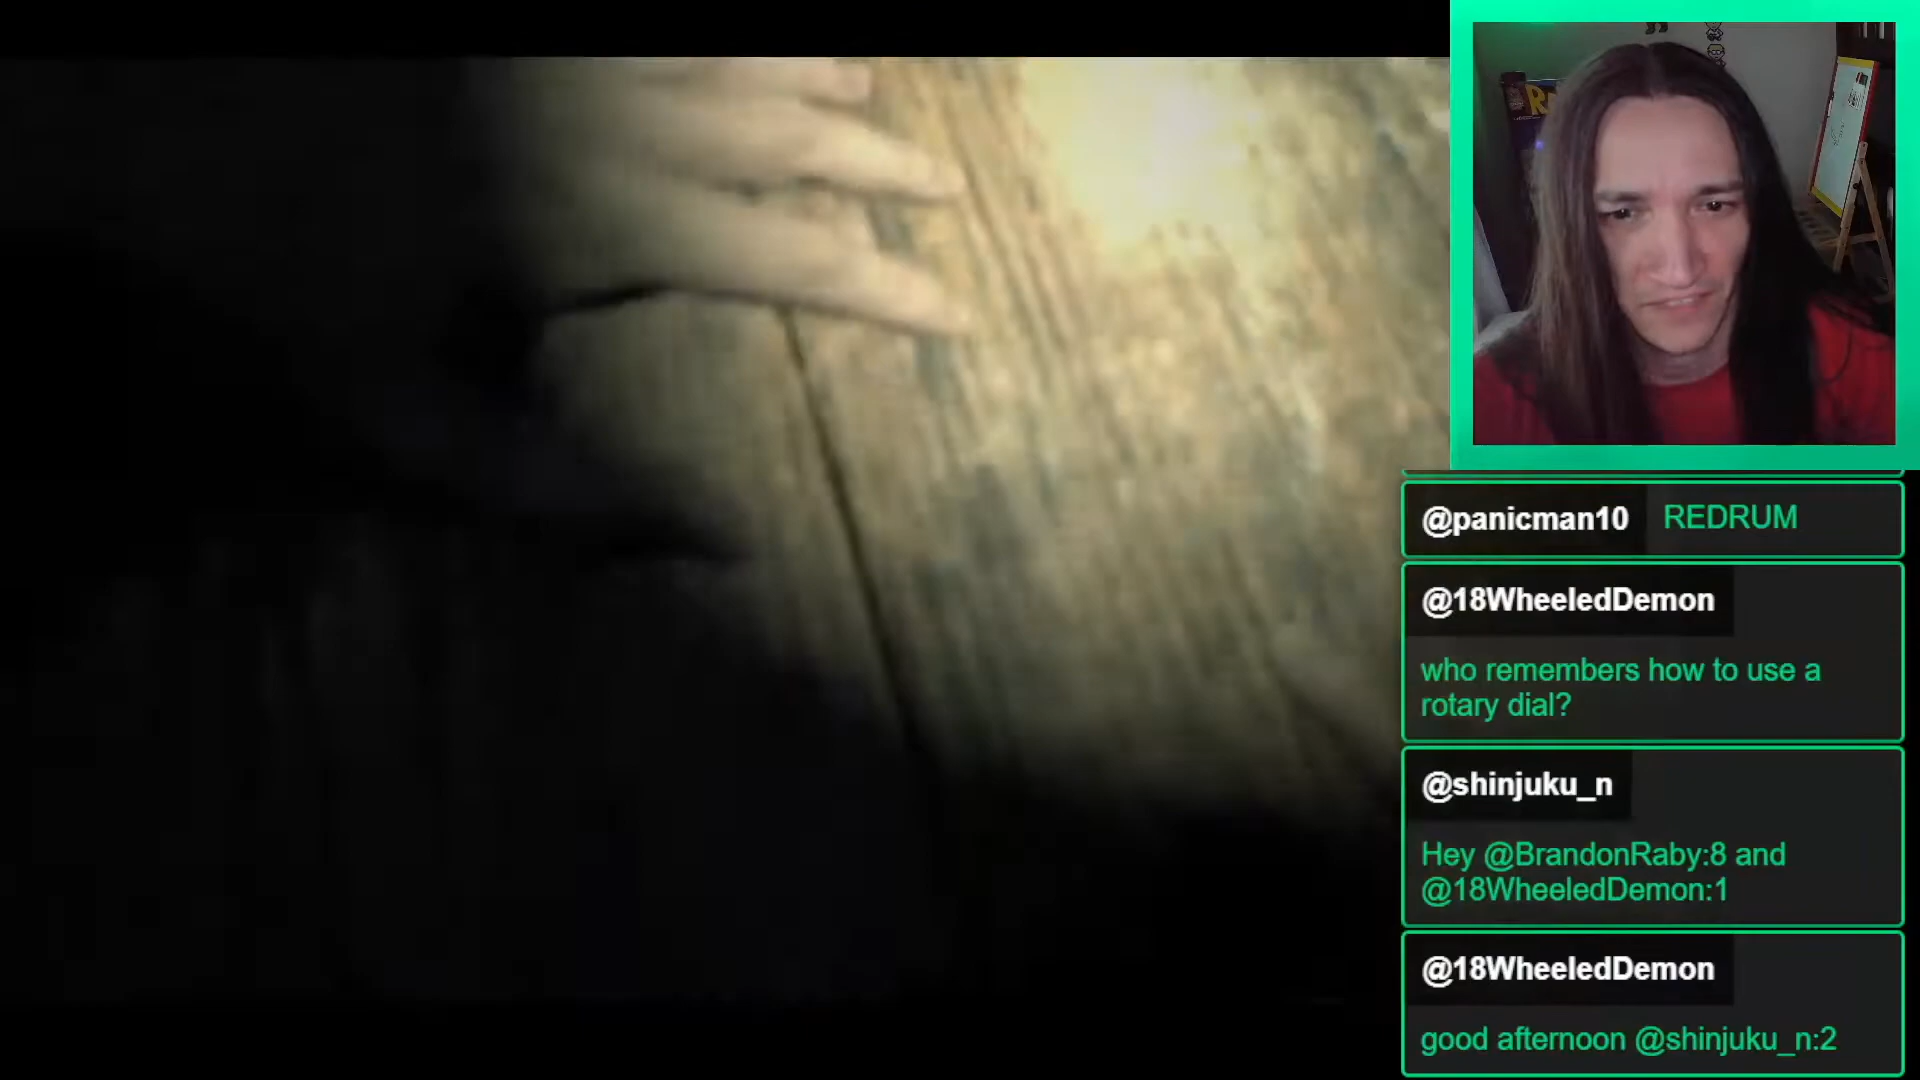 @panicman10 REDRUM
@18WheeledDemon
who remembers how to use a
rotary dial?
@shinjuku_n
Hey @BrandonRaby:8 and
@18WheeledDemon:1
@18WheeledDemon
good afternoon @shinjuku_n:2